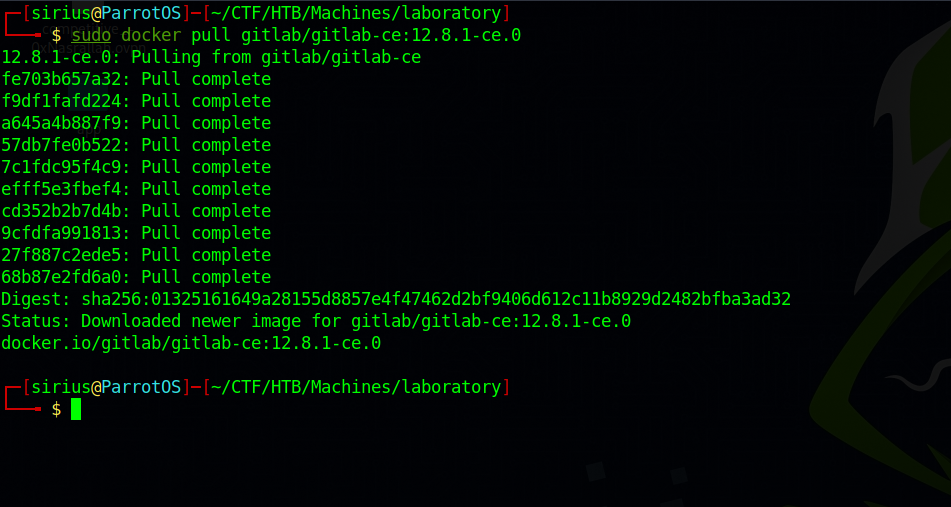 ┌─[sirius@ParrotOS]─[~/CTF/HTB/Machines/laboratory]
└──╼ $ sudo docker pull gitlab/gitlab-ce:12.8.1-ce.0
12.8.1-ce.0: Pulling from gitlab/gitlab-ce
fe703b657a32: Pull complete
f9df1fafd224: Pull complete
a645a4b887f9: Pull complete
57db7fe0b522: Pull complete
7c1fdc95f4c9: Pull complete
efff5e3fbef4: Pull complete
cd352b2b7d4b: Pull complete
9cfdfa991813: Pull complete
27f887c2ede5: Pull complete
68b87e2fd6a0: Pull complete
Digest: sha256:01325161649a28155d8857e4f47462d2bf9406d612c11b8929d2482bfba3ad32
Status: Downloaded newer image for gitlab/gitlab-ce:12.8.1-ce.0
docker.io/gitlab/gitlab-ce:12.8.1-ce.0
┌─[sirius@ParrotOS]─[~/CTF/HTB/Machines/laboratory]
└──╼ $